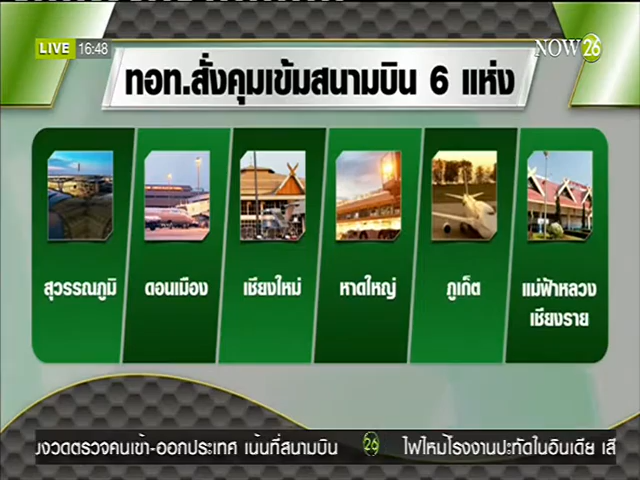 LIVE 16:48
NOW26
ทอท.สั่งคุมเข้มสนามบิน 6 แห่ง
สุวรรณภูมิ
ดอนเมือง
เชียงใหม่
หาดใหญ่
ภูเก็ต
แม่ฟ้าหลวง
เชียงราย
มงวดตรวจคนเข้า-ออกประเทศ เน้นที่สนามบิน 26 ไฟไหม้โรงงานปะทัดในอินเดีย เสี